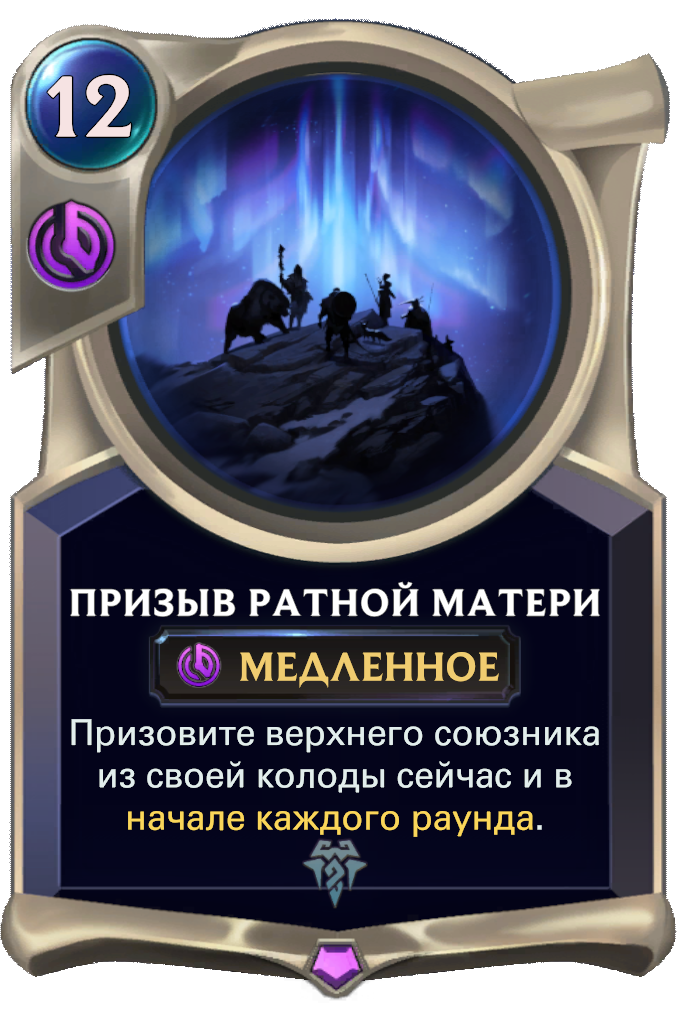 12
ПРИЗЫВ РАТНОЙ МАТЕРИ
МЕДЛЕННОЕ
Призовите верхнего союзника
из своей колоды сейчас и в
начале каждого раунда.